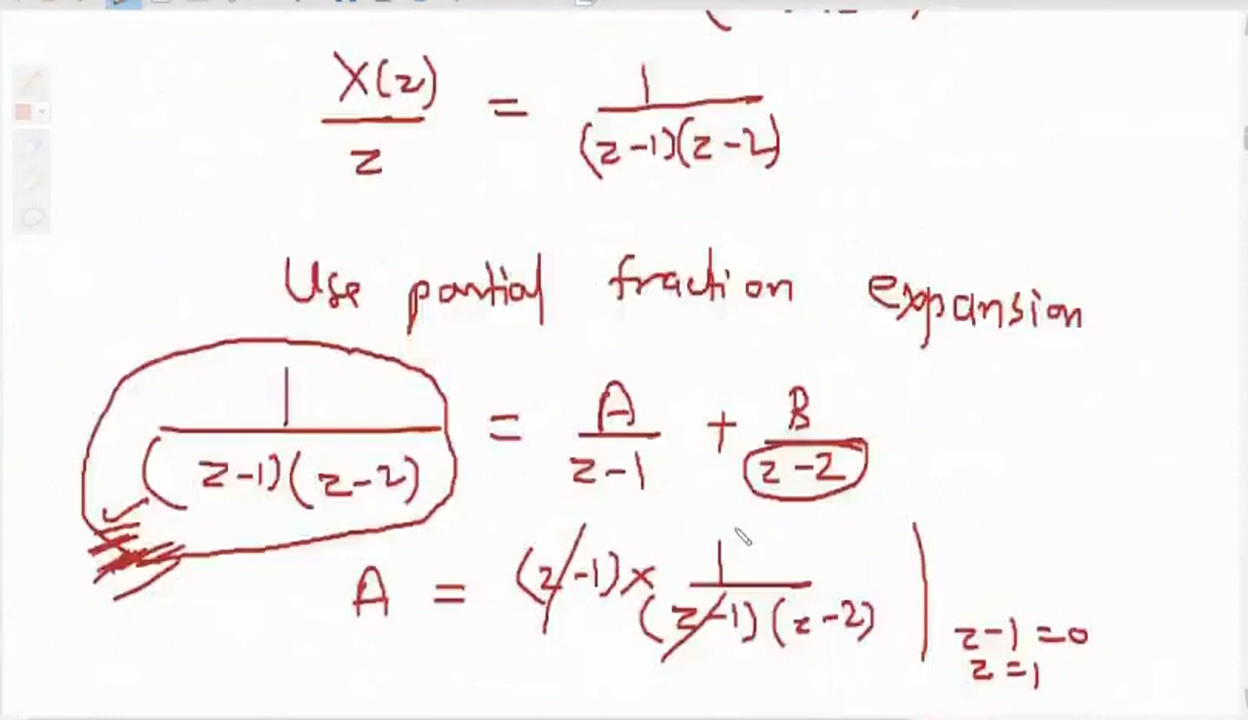 X(z)/z = 1/((z-1)(z-2))
Use partial fraction expansion
1/((z-1)(z-2)) = A/(z-1) + B/(z-2)
A = (z-1) × 1/((z-1)(z-2)) |
z-1=0
z=1